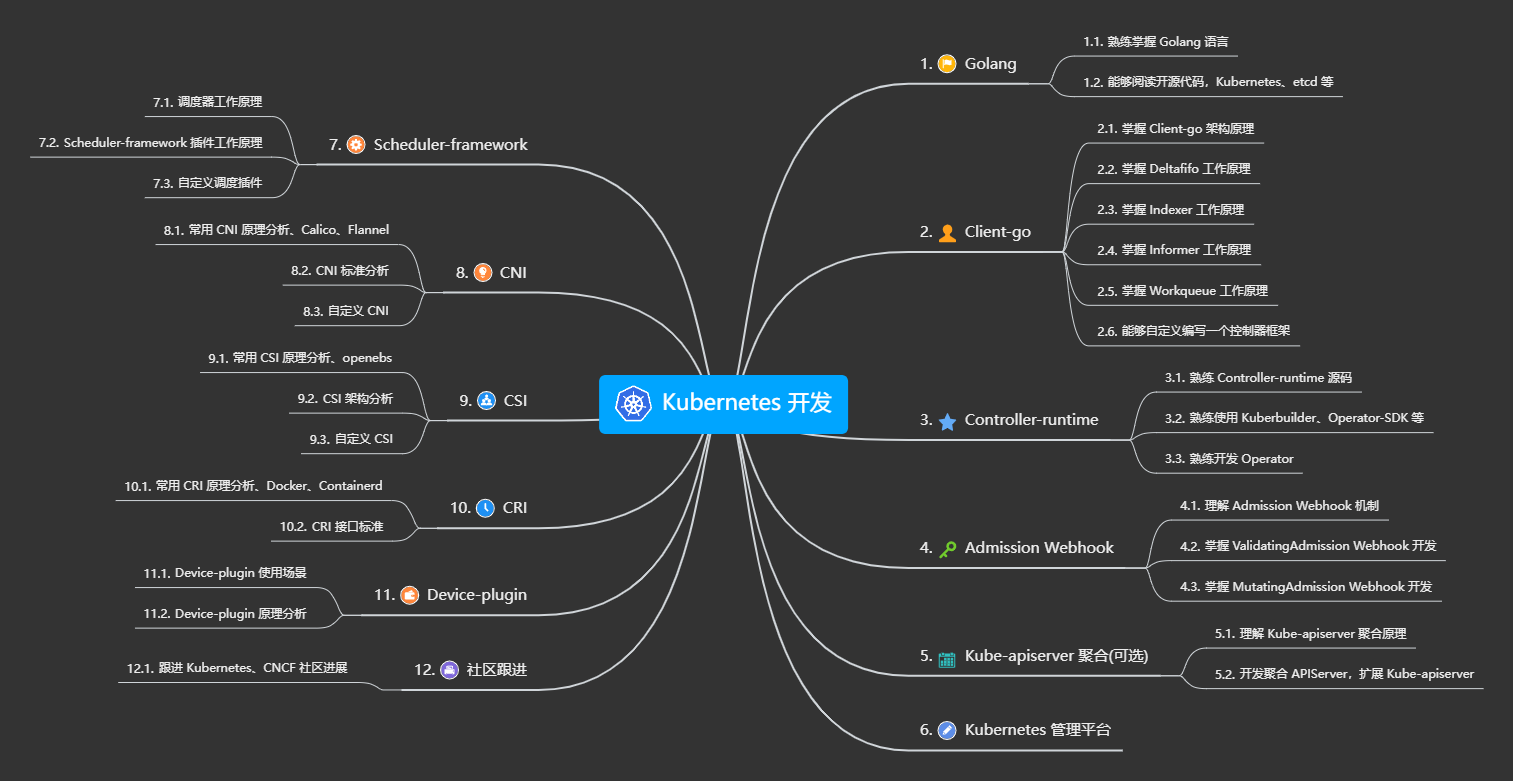 Kubernetes 开发
1. Golang
1.1. 熟练掌握 Golang 语言
1.2. 能够阅读开源代码，Kubernetes、etcd 等
2. Client-go
2.1. 掌握 Client-go 架构原理
2.2. 掌握 Deltafifo 工作原理
2.3. 掌握 Indexer 工作原理
2.4. 掌握 Informer 工作原理
2.5. 掌握 Workqueue 工作原理
2.6. 能够自定义编写一个控制器框架
3. Controller-runtime
3.1. 熟练 Controller-runtime 源码
3.2. 熟练使用 Kuberbuilder、Operator-SDK 等
3.3. 熟练开发 Operator
4. Admission Webhook
4.1. 理解 Admission Webhook 机制
4.2. 掌握 ValidatingAdmission Webhook 开发
4.3. 掌握 MutatingAdmission Webhook 开发
5. Kube-apiserver 聚合(可选)
5.1. 理解 Kube-apiserver 聚合原理
5.2. 开发聚合 APIServer，扩展 Kube-apiserver
6. Kubernetes 管理平台
7. Scheduler-framework
7.1. 调度器工作原理
7.2. Scheduler-framework 插件工作原理
7.3. 自定义调度插件
8. CNI
8.1. 常用 CNI 原理分析、Calico、Flannel
8.2. CNI 标准分析
8.3. 自定义 CNI
9. CSI
9.1. 常用 CSI 原理分析、openebs
9.2. CSI 架构分析
9.3. 自定义 CSI
10. CRI
10.1. 常用 CRI 原理分析、Docker、Containerd
10.2. CRI 接口标准
11. Device-plugin
11.1. Device-plugin 使用场景
11.2. Device-plugin 原理分析
12. 社区跟进
12.1. 跟进 Kubernetes、CNCF 社区进展